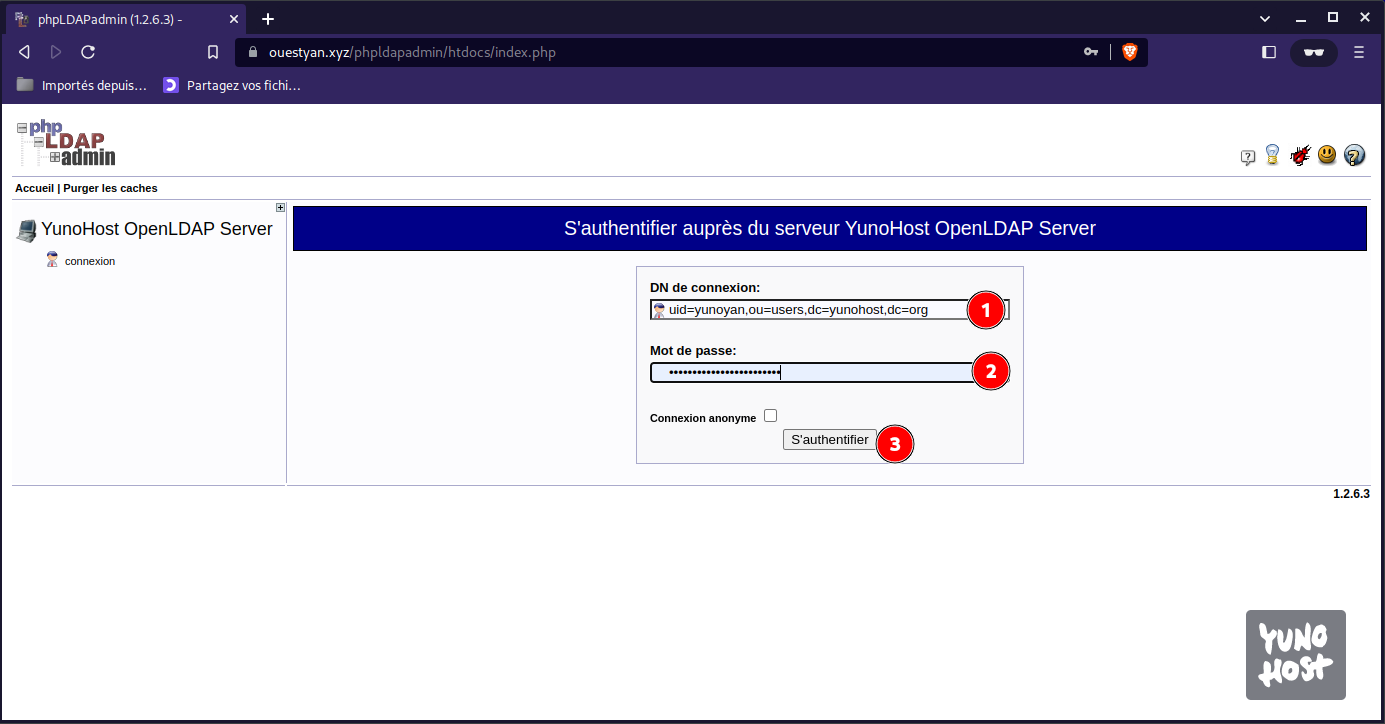 phpLDAPadmin (1.2.6.3) -
ouestyan.xyz/phpldapadmin/htdocs/index.php
Importés depuis…
Partagez vos fichi…
php
LDAP
admin
Accueil | Purger les caches
YunoHost OpenLDAP Server
connexion
S'authentifier auprès du serveur YunoHost OpenLDAP Server
DN de connexion:
uid=yunoyan,ou=users,dc=yunohost,dc=org
1
Mot de passe:
••••••••••••••••••••••••
2
Connexion anonyme
S'authentifier
3
1.2.6.3
YUNO
HOST